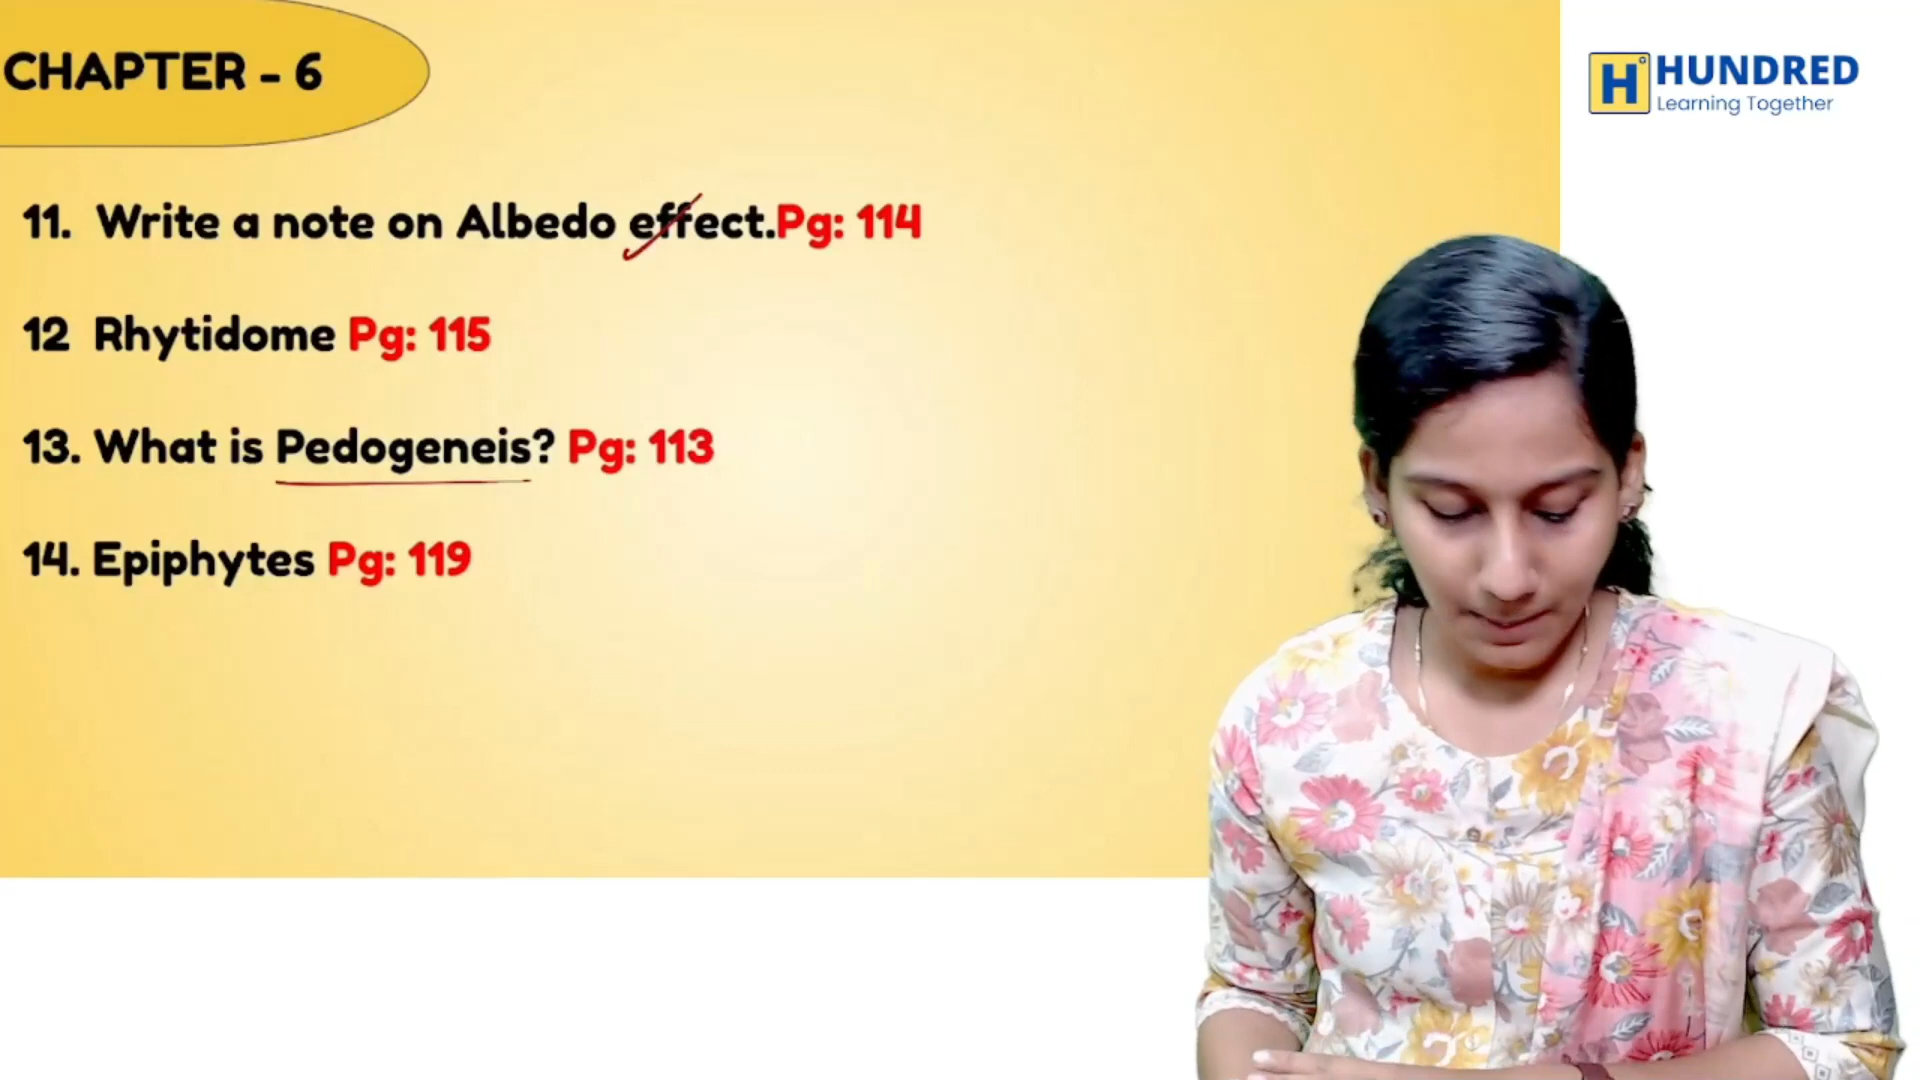 CHAPTER - 6
H HUNDRED
Learning Together
11. Write a note on Albedo effect.Pg: 114
12 Rhytidome Pg: 115
13. What is Pedogeneis? Pg: 113
14. Epiphytes Pg: 119